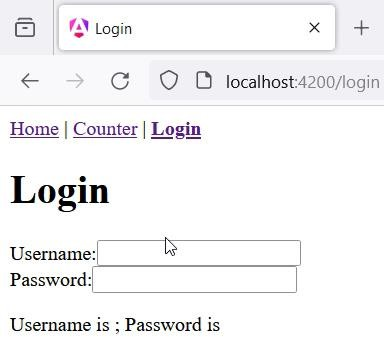 Login
localhost:4200/login
Home | Counter | Login
Login
Username:
Password:
Username is ; Password is